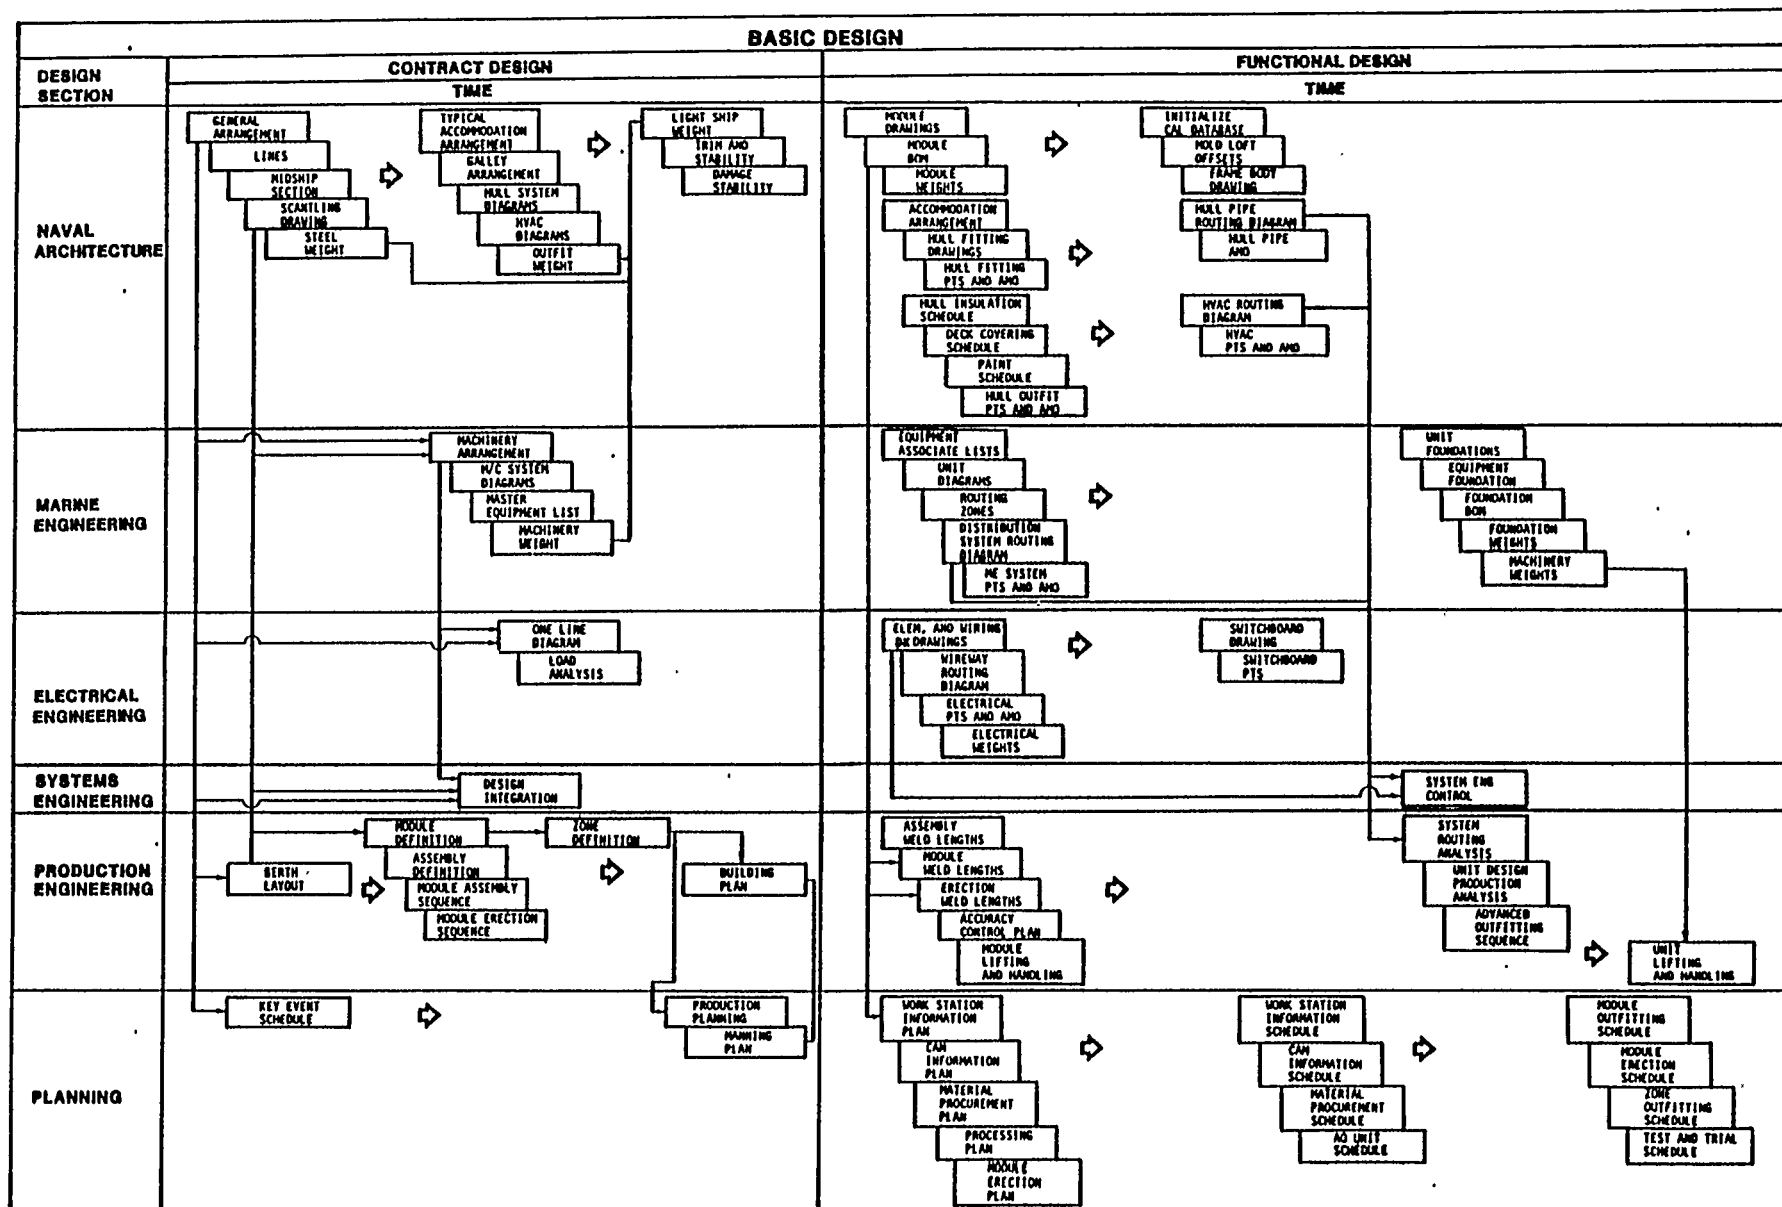 BASIC DESIGN
DESIGN
SECTION
CONTRACT DESIGN
FUNCTIONAL DESIGN
TIME
TIME
NAVAL
ARCHITECTURE
GENERAL
ARRANGEMENT
LINES
MIDSHIP
SECTION
SCANTLING
DRAWING
STEEL
WEIGHT
TYPICAL
ACCOMMODATION
ARRANGEMENT
GALLEY
ARRANGEMENT
HULL SYSTEM
DIAGRAMS
HVAC
DIAGRAMS
OUTFIT
WEIGHT
LIGHT SHIP
WEIGHT
TRIM AND
STABILITY
DAMAGE
STABILITY
MODULE
DRAWINGS
MODULE
BOM
MODULE
WEIGHTS
ACCOMMODATION
ARRANGEMENT
HULL FITTING
DRAWINGS
HULL FITTING
PTS AND AMO
HULL INSULATION
SCHEDULE
DECK COVERING
SCHEDULE
PAINT
SCHEDULE
HULL OUTFIT
PTS AND AMO
INITIALIZE
CAL DATABASE
MOLD LOFT
OFFSETS
FRAME BODY
DRAWING
HULL PIPE
ROUTING DIAGRAM
HULL PIPE
AMO
HVAC ROUTING
DIAGRAM
HVAC
PTS AND AMO
MARINE
ENGINEERING
MACHINERY
ARRANGEMENT
M/C SYSTEM
DIAGRAMS
MASTER
EQUIPMENT LIST
MACHINERY
WEIGHT
EQUIPMENT
ASSOCIATE LISTS
UNIT
DIAGRAMS
ROUTING
ZONES
DISTRIBUTION
SYSTEM ROUTING
DIAGRAM
ME SYSTEM
PTS AND AMO
UNIT
FOUNDATIONS
EQUIPMENT
FOUNDATION
FOUNDATION
BOM
FOUNDATION
WEIGHTS
MACHINERY
WEIGHTS
ELECTRICAL
ENGINEERING
ONE LINE
DIAGRAM
LOAD
ANALYSIS
ELEM. AND WIRING
DK DRAWINGS
WIREWAY
ROUTING
DIAGRAM
ELECTRICAL
PTS AND AMO
ELECTRICAL
WEIGHTS
SWITCHBOARD
DRAWING
SWITCHBOARD
PTS
SYSTEMS
ENGINEERING
DESIGN
INTEGRATION
SYSTEM ENG
CONTROL
PRODUCTION
ENGINEERING
BERTH
LAYOUT
MODULE
DEFINITION
ASSEMBLY
DEFINITION
MODULE ASSEMBLY
SEQUENCE
MODULE ERECTION
SEQUENCE
ZONE
DEFINITION
BUILDING
PLAN
ASSEMBLY
WELD LENGTHS
MODULE
WELD LENGTHS
ERECTION
WELD LENGTHS
ACCURACY
CONTROL PLAN
MODULE
LIFTING
AND HANDLING
SYSTEM
ROUTING
ANALYSIS
UNIT DESIGN
PRODUCTION
ANALYSIS
ADVANCED
OUTFITTING
SEQUENCE
UNIT
LIFTING
AND HANDLING
PLANNING
KEY EVENT
SCHEDULE
PRODUCTION
PLANNING
MANNING
PLAN
WORK STATION
INFORMATION
PLAN
CAM
INFORMATION
PLAN
MATERIAL
PROCUREMENT
PLAN
PROCESSING
PLAN
MODULE
ERECTION
PLAN
WORK STATION
INFORMATION
SCHEDULE
CAM
INFORMATION
SCHEDULE
MATERIAL
PROCUREMENT
SCHEDULE
AO UNIT
SCHEDULE
MODULE
OUTFITTING
SCHEDULE
MODULE
ERECTION
SCHEDULE
ZONE
OUTFITTING
SCHEDULE
TEST AND TRIAL
SCHEDULE